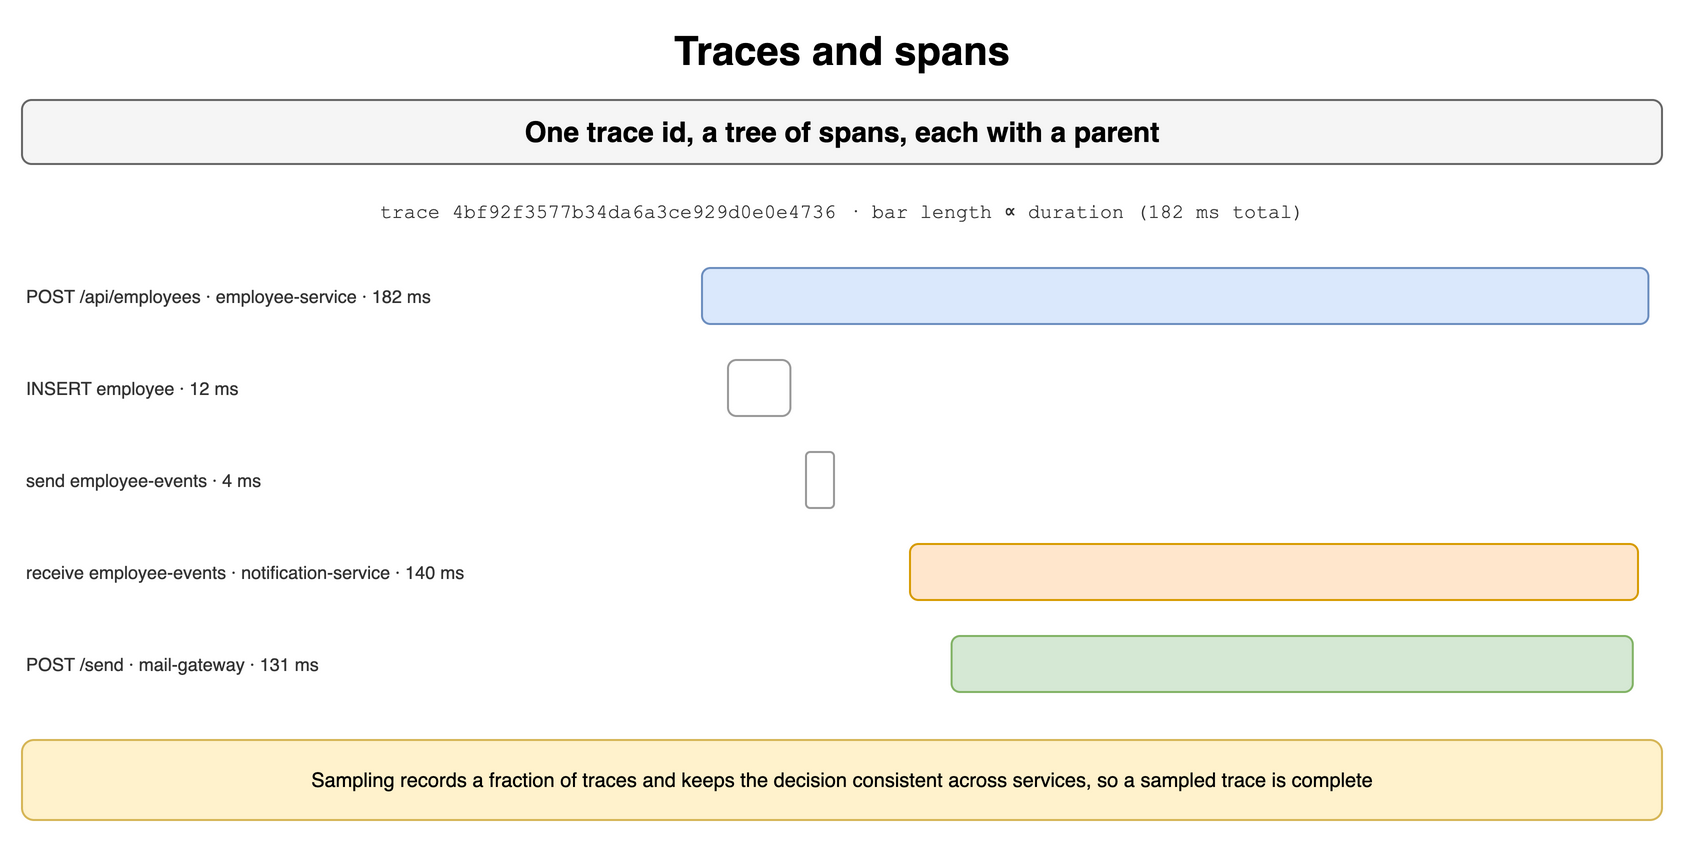 Traces and spans
One trace id, a tree of spans, each with a parent
trace 4bf92f3577b34da6a3ce929d0e0e4736 · bar length ∝ duration (182 ms total)
POST /api/employees · employee-service · 182 ms
INSERT employee · 12 ms
send employee-events · 4 ms
receive employee-events · notification-service · 140 ms
POST /send · mail-gateway · 131 ms
Sampling records a fraction of traces and keeps the decision consistent across services, so a sampled trace is complete